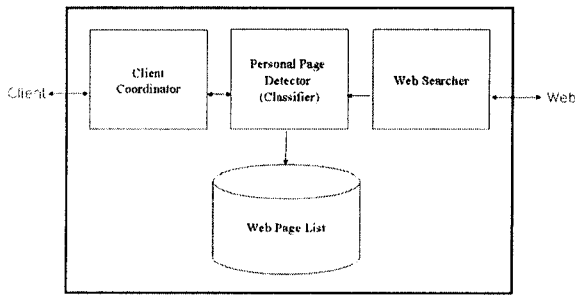 Client
Client
Coordinator
Personal Page
Detector
(Classifier)
Web Searcher
Web
Web Page List